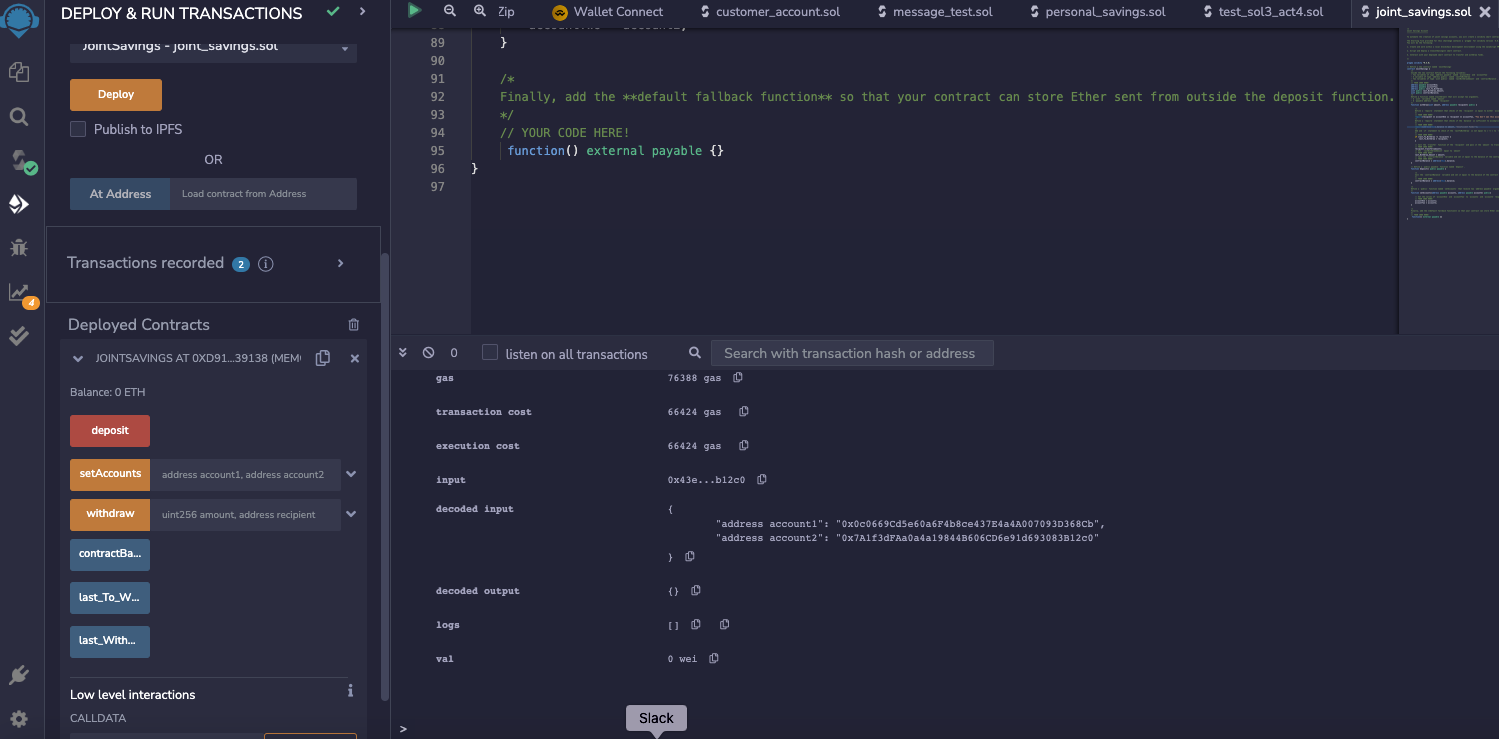 DEPLOY & RUN TRANSACTIONS
JointSavings - joint_savings.sol
Deploy
Publish to IPFS
OR
At Address
Load contract from Address
Transactions recorded 2 i
Deployed Contracts
JOINTSAVINGS AT 0XD91...39138 (MEM
Balance: 0 ETH
deposit
setAccounts address account1, address account2
withdraw uint256 amount, address recipient
contractBa...
last_To_W...
last_With...
Low level interactions
CALLDATA
4
Zip
Wallet Connect
customer_account.sol
message_test.sol
personal_savings.sol
test_sol3_act4.sol
joint_savings.sol
89 }
90
91 /*
92 Finally, add the **default fallback function** so that your contract can store Ether sent from outside the deposit function.
93 */
94 // YOUR CODE HERE!
95 function() external payable {}
96 }
97
0
listen on all transactions
Search with transaction hash or address
gas 76388 gas
transaction cost 66424 gas
execution cost 66424 gas
input 0x43e...b12c0
decoded input {
"address account1": "0x0c0669Cd5e60a6F4b8ce437E4a4A007093D368Cb",
"address account2": "0x7A1f3dFAa0a4a19844B606CD6e91d693083B12c0"
}
decoded output {}
logs []
val 0 wei
>
Slack